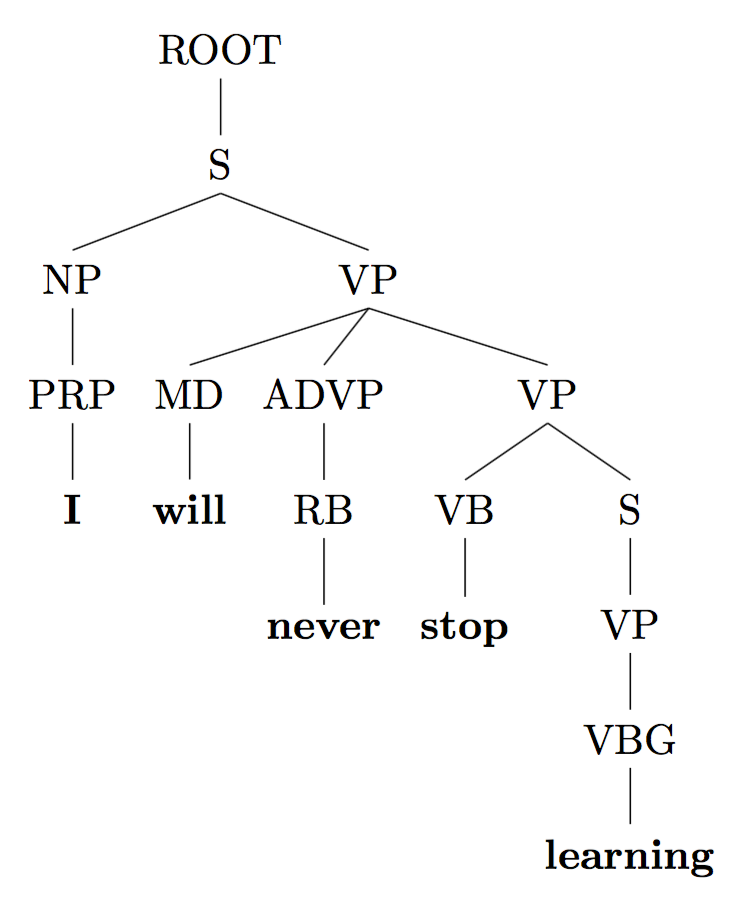 ROOT
S
NP VP
PRP MD ADVP VP
I will RB VB S
never stop VP
VBG
learning